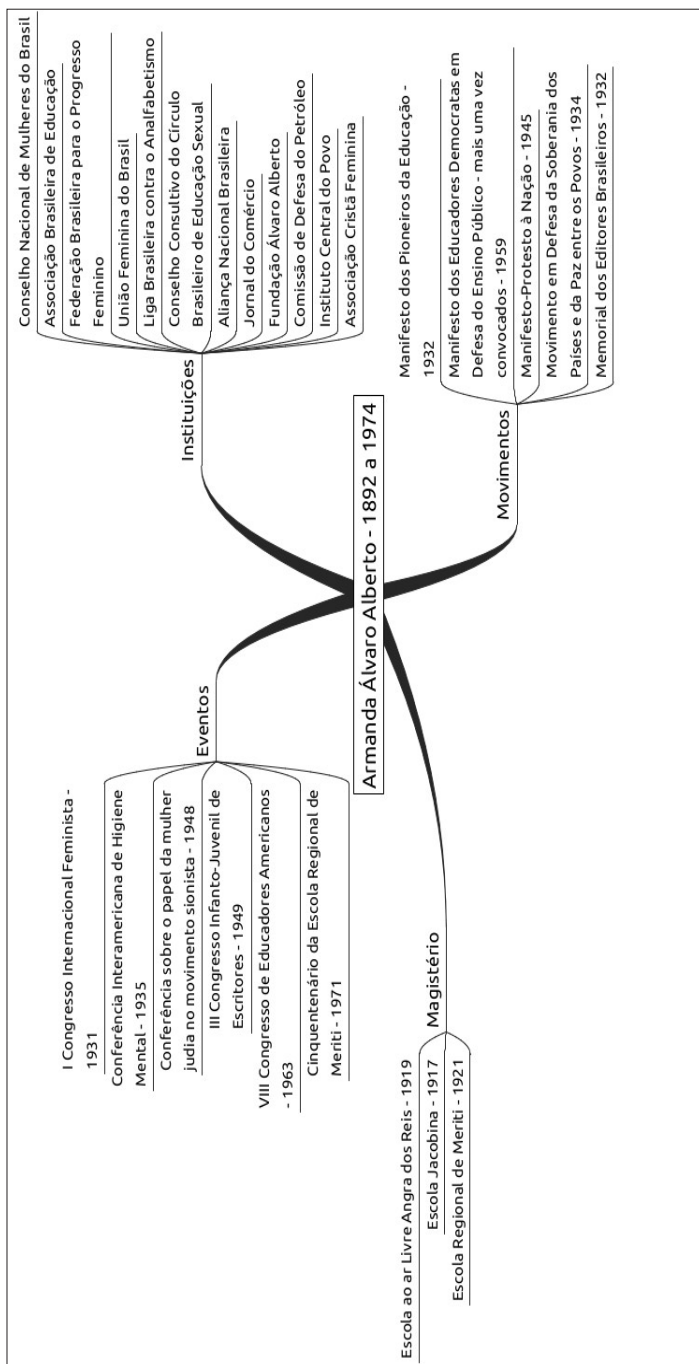 I Congresso Internacional Feminista -
1931
Conferência Interamericana de Higiene
Mental - 1935
Conferência sobre o papel da mulher
judia no movimento sionista - 1948
III Congresso Infanto-Juvenil de
Escritores - 1949
VIII Congresso de Educadores Americanos
- 1963
Cinquentenário da Escola Regional de
Meriti - 1971
Eventos
Conselho Nacional de Mulheres do Brasil
Associação Brasileira de Educação
Federação Brasileira para o Progresso
Feminino
União Feminina do Brasil
Liga Brasileira contra o Analfabetismo
Conselho Consultivo do Círculo
Brasileiro de Educação Sexual
Aliança Nacional Brasileira
Jornal do Comércio
Fundação Álvaro Alberto
Comissão de Defesa do Petróleo
Instituto Central do Povo
Associação Cristã Feminina
Instituições
Armanda Álvaro Alberto - 1892 a 1974
Escola ao ar Livre Angra dos Reis - 1919
Escola Jacobina - 1917
Escola Regional de Meriti - 1921
Magistério
Manifesto dos Pioneiros da Educação -
1932
Manifesto dos Educadores Democratas em
Defesa do Ensino Público - mais uma vez
convocados - 1959
Manifesto-Protesto à Nação - 1945
Movimento em Defesa da Soberania dos
Países e da Paz entre os Povos - 1934
Memorial dos Editores Brasileiros - 1932
Movimentos